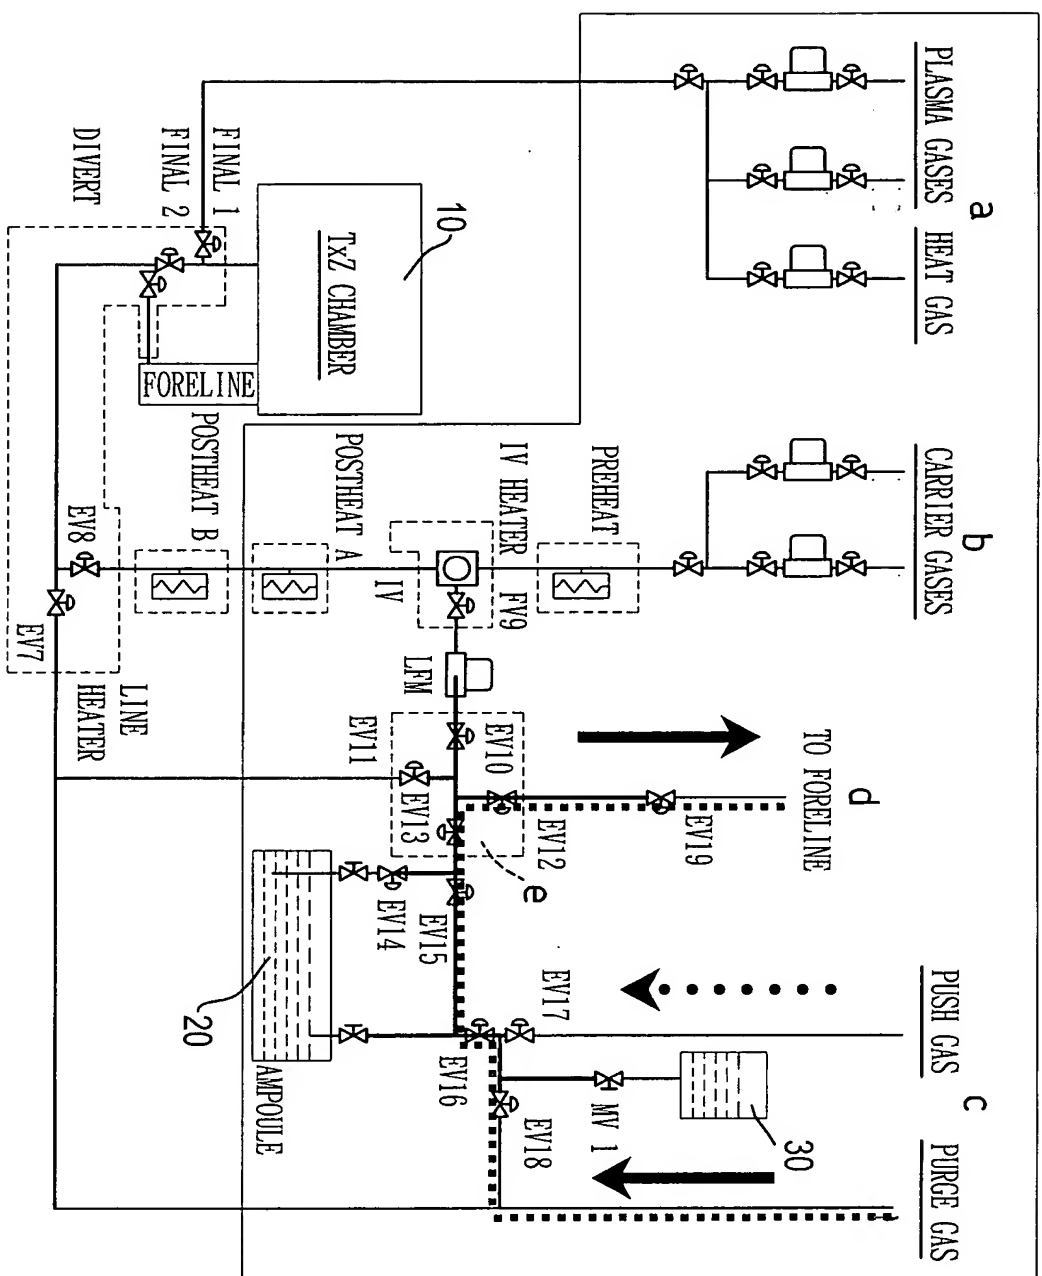 PLASMA GASES
HEAT GAS
a
CARRIER GASES
b
TO FORELINE
d
PUSH GAS
c
PURGE GAS
10
TxZ CHAMBER
FORELINE
FINAL 1
FINAL 2
DIVERT
PREHEAT
IV HEATER
FV9
IV
POSTHEAT A
POSTHEAT B
EV8
EV7
LINE
HEATER
LFM
EV10
EV11
EV13
EV12
EV19
e
EV14
EV15
EV17
EV16
EV18
MV 1
30
20
AMPOULE